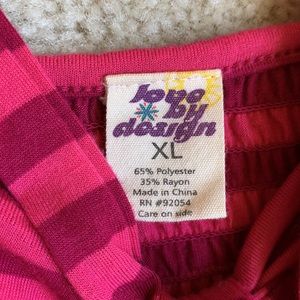 love by
design
XL
65% Polyester
35% Rayon
Made in China
RN #92054
Care on side